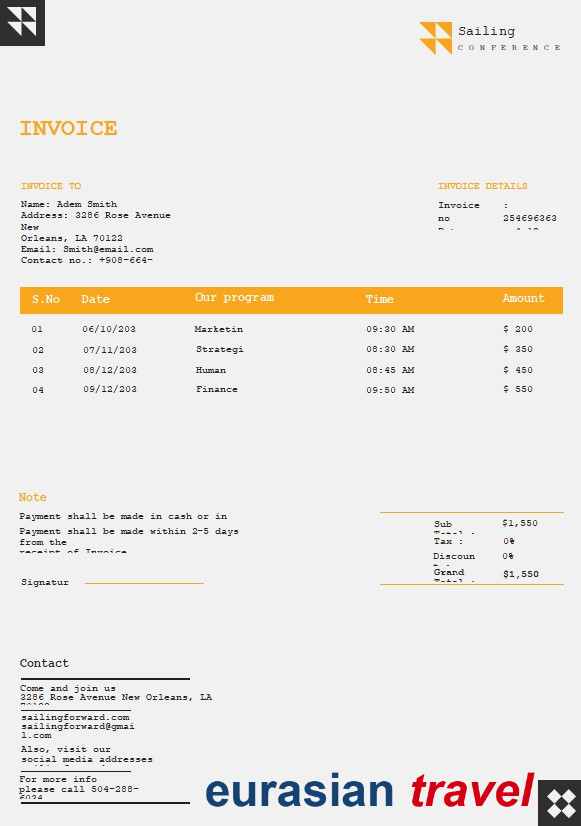 Sailing
CONFERENCE
INVOICE
INVOICE TO
Name: Adem Smith
Address: 3286 Rose Avenue
New
Orleans, LA 70122
Email: Smith@email.com
Contact no.: +908-664-
INVOICE DETAILS
Invoice :
no 254696363
S.No Date Our program Time Amount
01 06/10/203 Marketin 09:30 AM $ 200
02 07/11/203 Strategi 08:30 AM $ 350
03 08/12/203 Human 08:45 AM $ 450
04 09/12/203 Finance 09:50 AM $ 550
Note
Payment shall be made in cash or in
Payment shall be made within 2-5 days
from the
receipt of Invoice
Signatur
Sub $1,550
Total :
Tax : 0%
Discoun 0%
Grand $1,550
Total :
Contact
Come and join us
3286 Rose Avenue New Orleans, LA
sailingforward.com
sailingforward@gmai
l.com
Also, visit our
social media addresses
For more info
please call 504-288-
eurasian travel